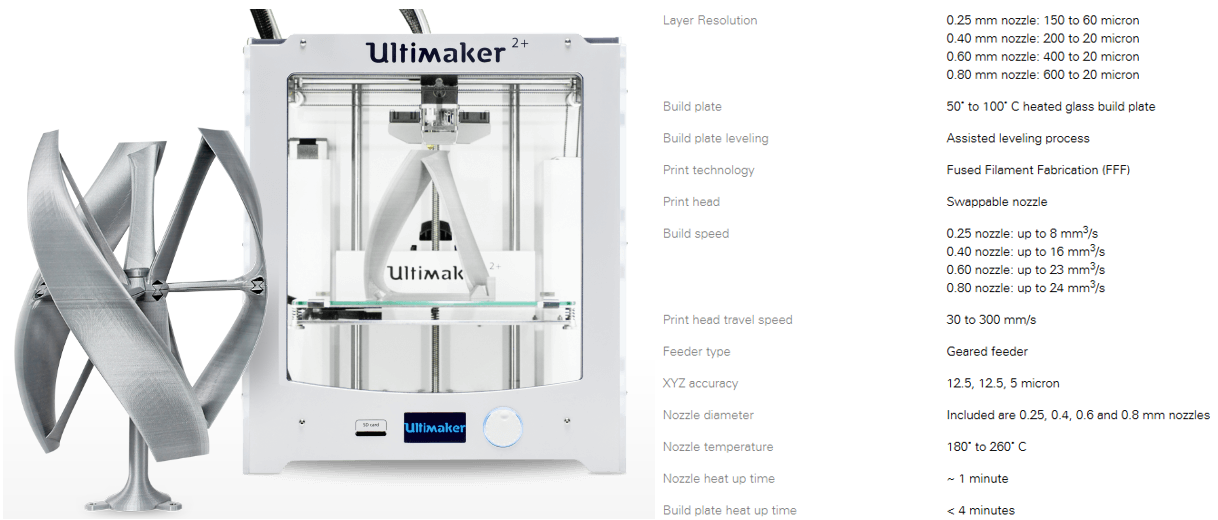 Ultimaker 2+
Ultimak 2+
SD card
Ultimaker
Layer Resolution
0.25 mm nozzle: 150 to 60 micron
0.40 mm nozzle: 200 to 20 micron
0.60 mm nozzle: 400 to 20 micron
0.80 mm nozzle: 600 to 20 micron
Build plate
50° to 100° C heated glass build plate
Build plate leveling
Assisted leveling process
Print technology
Fused Filament Fabrication (FFF)
Print head
Swappable nozzle
Build speed
0.25 nozzle: up to 8 mm³/s
0.40 nozzle: up to 16 mm³/s
0.60 nozzle: up to 23 mm³/s
0.80 nozzle: up to 24 mm³/s
Print head travel speed
30 to 300 mm/s
Feeder type
Geared feeder
XYZ accuracy
12.5, 12.5, 5 micron
Nozzle diameter
Included are 0.25, 0.4, 0.6 and 0.8 mm nozzles
Nozzle temperature
180° to 260° C
Nozzle heat up time
~ 1 minute
Build plate heat up time
< 4 minutes